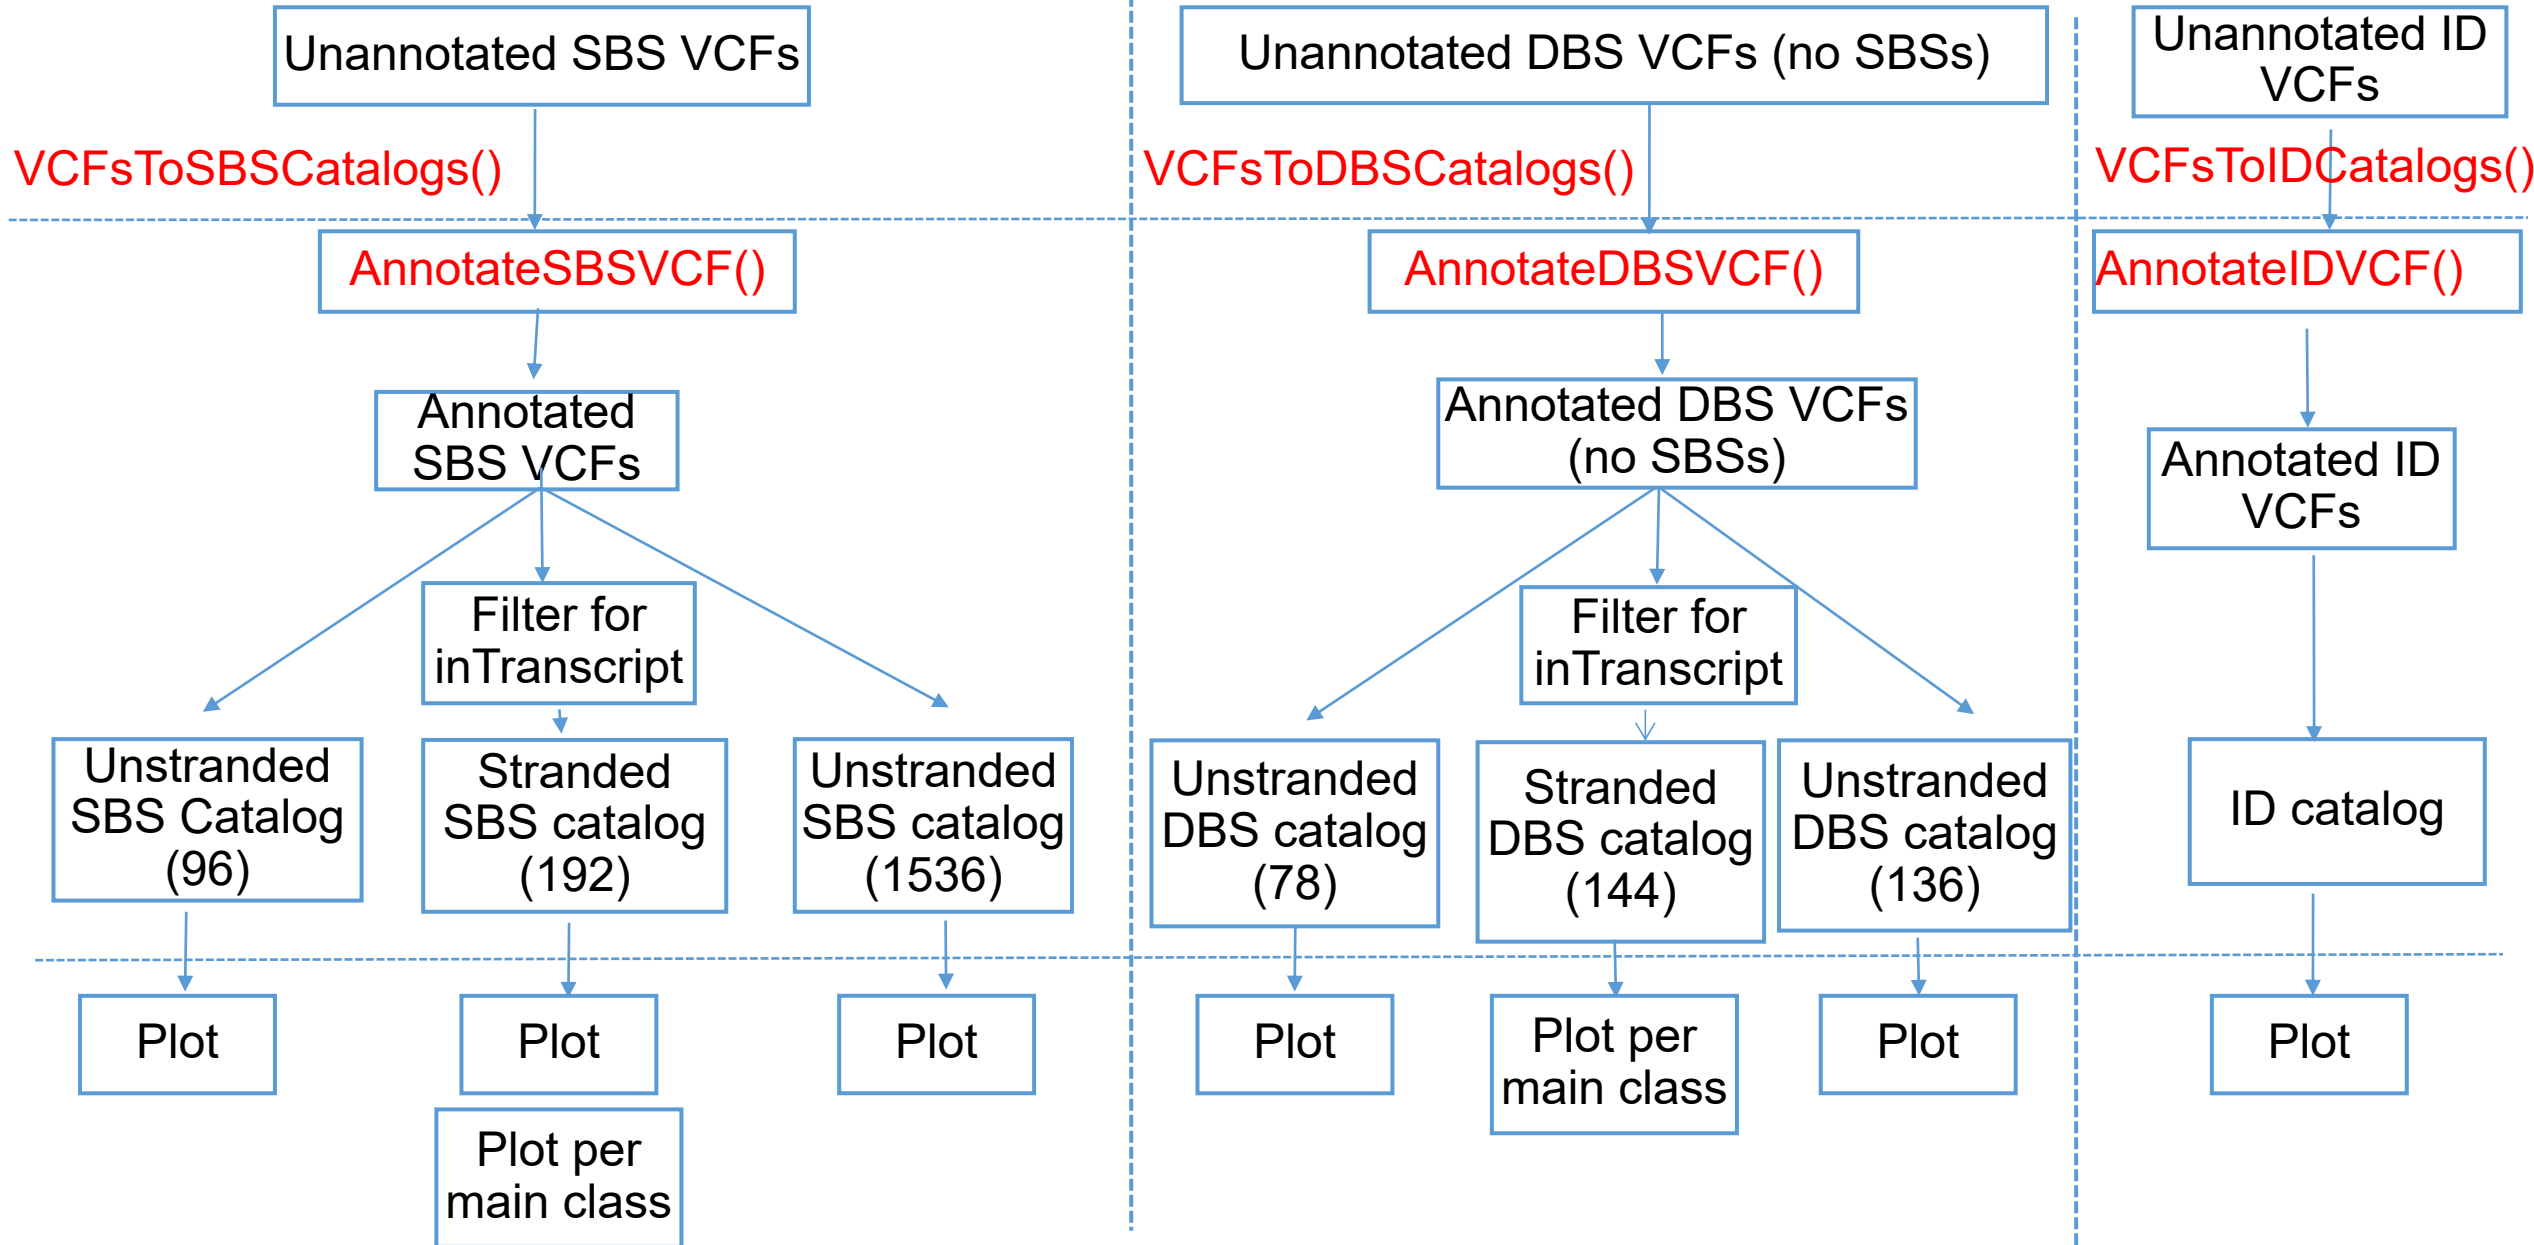 Unannotated SBS VCFs
Unannotated DBS VCFs (no SBSs)
Unannotated ID
VCFs
VCFsToSBSCatalogs()
VCFsToDBSCatalogs()
VCFsToIDCatalogs()
AnnotateSBSVCF()
AnnotateDBSVCF()
AnnotateIDVCF()
Annotated
SBS VCFs
Annotated DBS VCFs
(no SBSs)
Annotated ID
VCFs
Filter for
inTranscript
Filter for
inTranscript
Unstranded
SBS Catalog
(96)
Stranded
SBS catalog
(192)
Unstranded
SBS catalog
(1536)
Unstranded
DBS catalog
(78)
Stranded
DBS catalog
(144)
Unstranded
DBS catalog
(136)
ID catalog
Plot
Plot
Plot
Plot
Plot per
main class
Plot
Plot
Plot per
main class